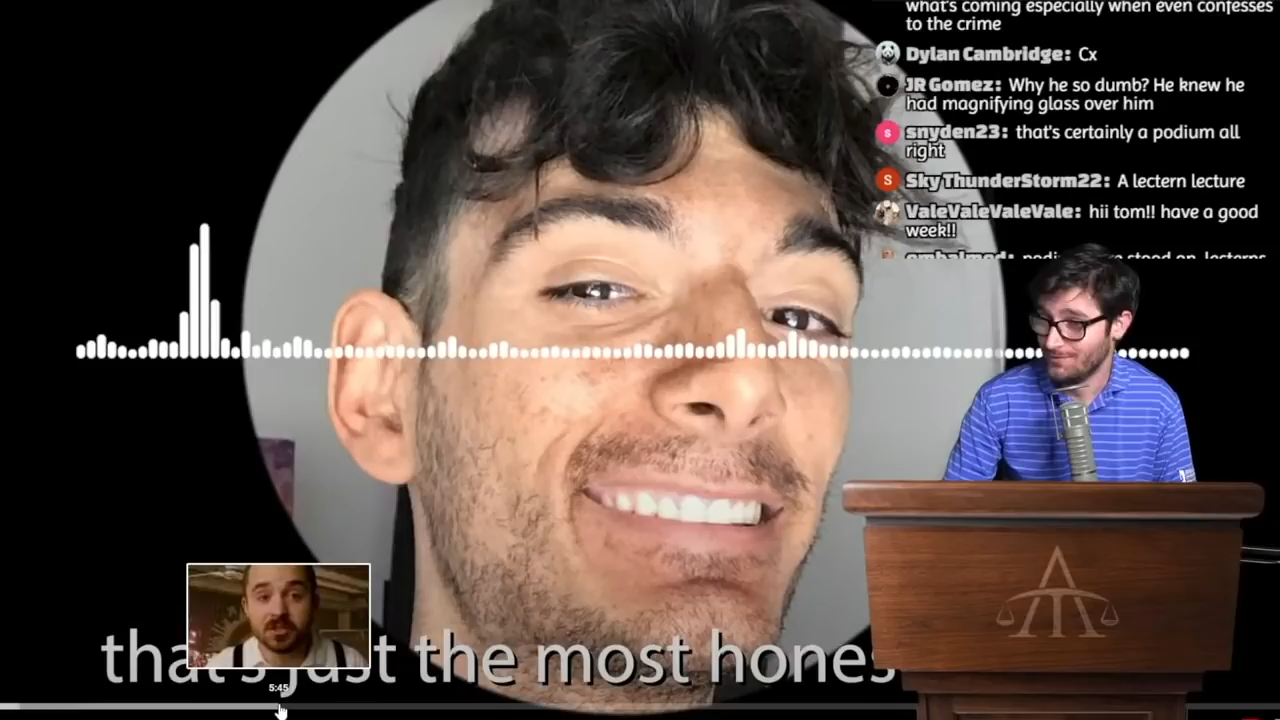 what's coming especially when even confesses
to the crime
Dylan Cambridge: Cx
JR Gomez: Why he so dumb? He knew he
had magnifying glass over him
snyden23: that's certainly a podium all
right
Sky ThunderStorm22: A lectern lecture
ValeValeValeVale: hii tom!! have a good
week!!
that's just the most hones
5:45